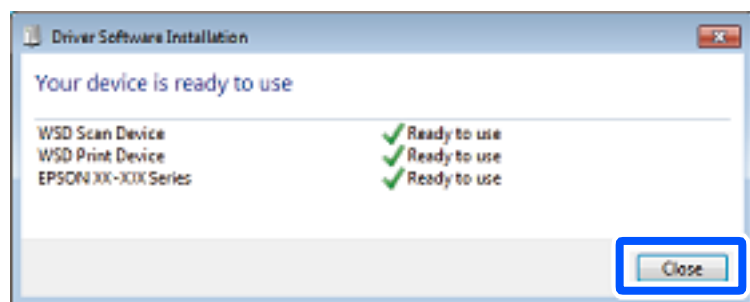 Driver Software Installation
Your device is ready to use
WSD Scan Device Ready to use
WSD Print Device Ready to use
EPSON XX-XXX Series Ready to use
Close